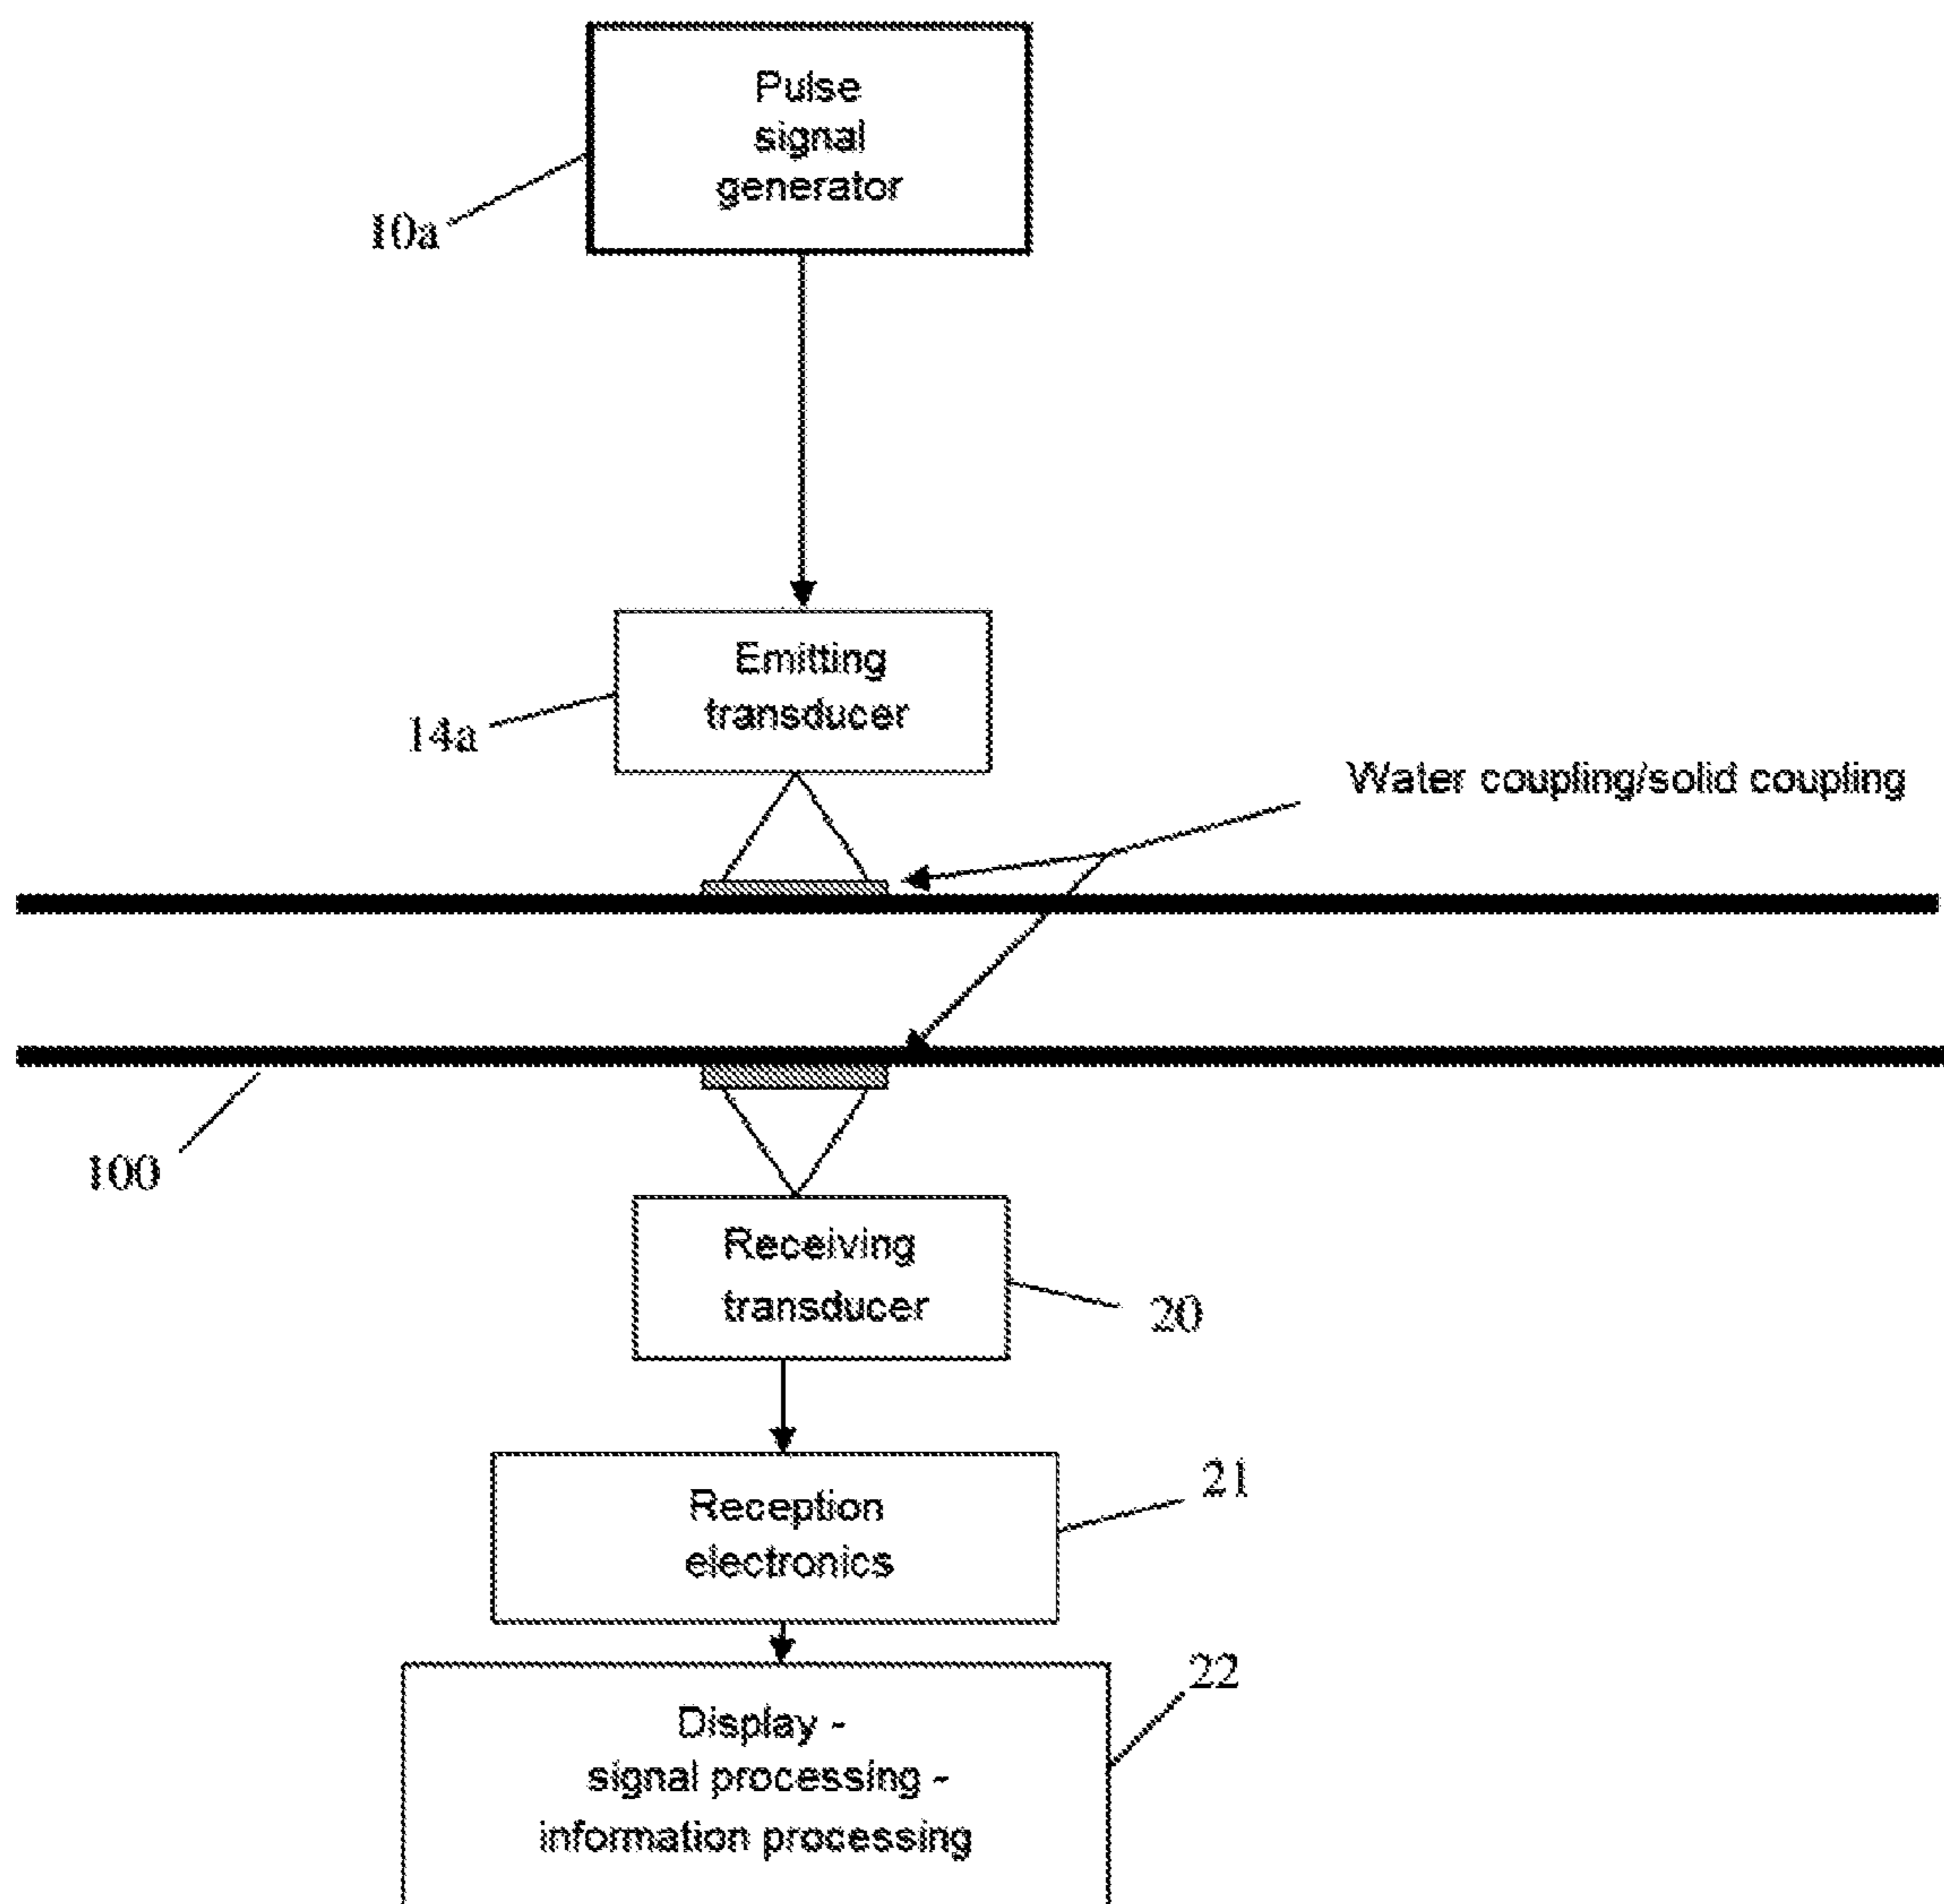 Pulse
signal
generator
10a
Emitting
transducer
14a
Water coupling/solid coupling
100
Receiving
transducer
20
Reception
electronics
21
22
Display -
signal processing -
information processing